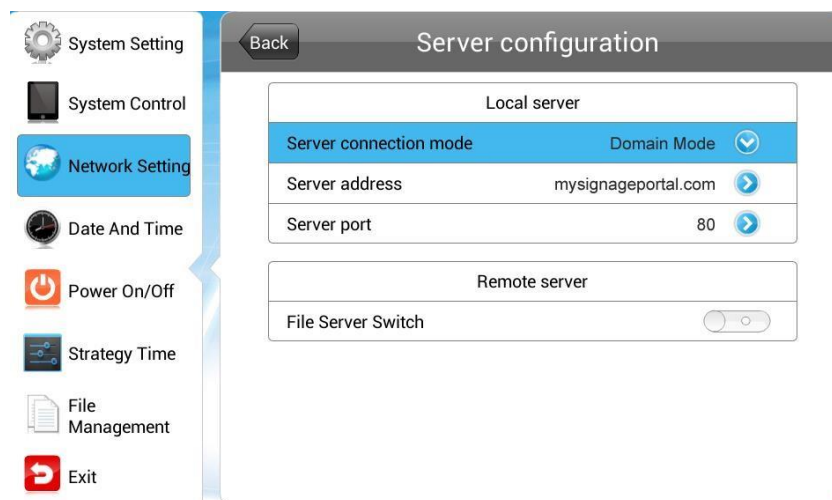 System Setting
System Control
Network Setting
Date And Time
Power On/Off
Strategy Time
File
Management
Exit
Back
Server configuration
Local server
Server connection mode Domain Mode
Server address mysignageportal.com
Server port 80
Remote server
File Server Switch